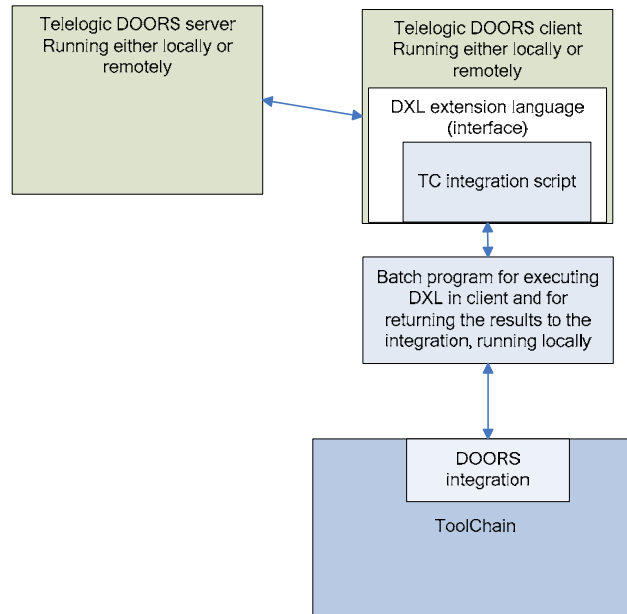 Telelogic DOORS server
Running either locally or
remotely
Telelogic DOORS client
Running either locally or
remotely
DXL extension language
(interface)
TC integration script
Batch program for executing
DXL in client and for
returning the results to the
integration, running locally
DOORS
integration
ToolChain